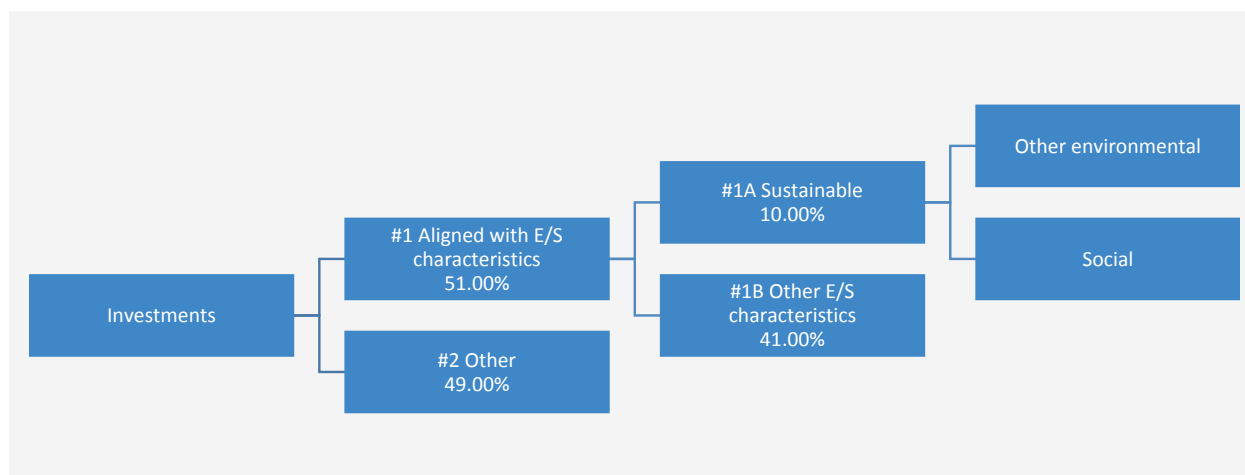 Investments
#1 Aligned with E/S
characteristics
51.00%
#2 Other
49.00%
#1A Sustainable
10.00%
#1B Other E/S
characteristics
41.00%
Other environmental
Social